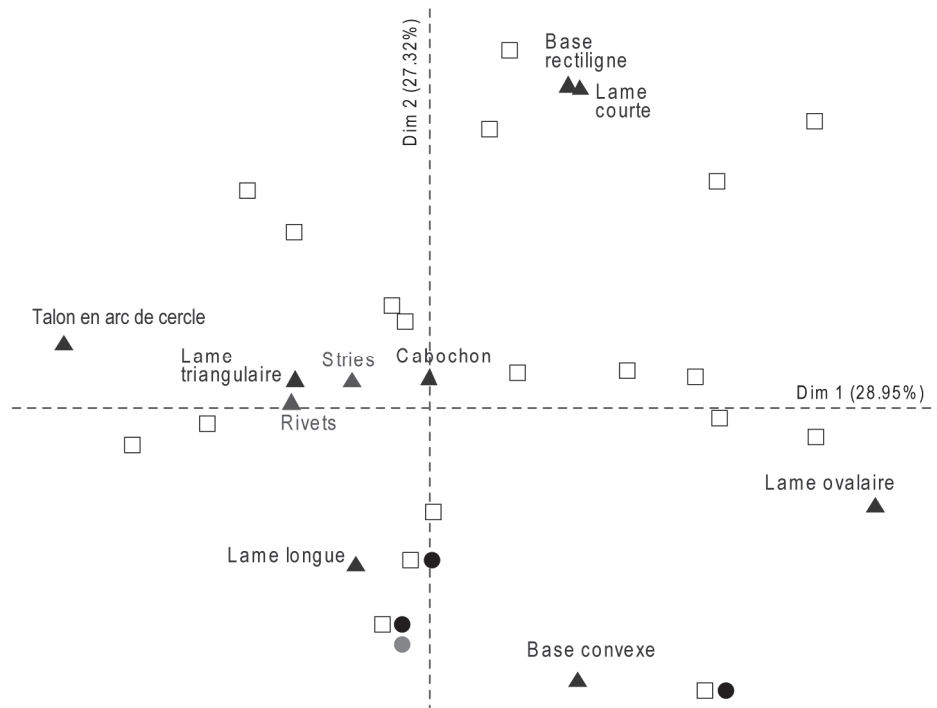 Dim 2 (27.32%)
Base
rectiligne
Lame
courte
Talon en arc de cercle
Lame
triangulaire
Stries
Cabochon
Rivets
Dim 1 (28.95%)
Lame ovalaire
Lame longue
Base convexe